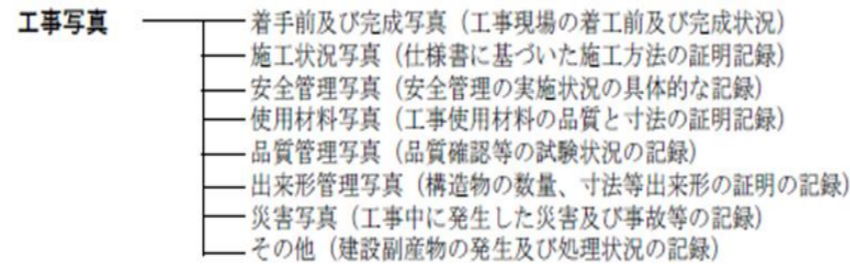 工事写真
着手前及び完成写真（工事現場の着工前及び完成状況）
施工状況写真（仕様書に基づいた施工方法の証明記録）
安全管理写真（安全管理の実施状況の具体的な記録）
使用材料写真（工事使用材料の品質と寸法の証明記録）
品質管理写真（品質確認等の試験状況の記録）
出来形管理写真（構造物の数量、寸法等出来形の証明の記録）
災害写真（工事中に発生した災害及び事故等の記録）
その他（建設副産物の発生及び処理状況の記録）